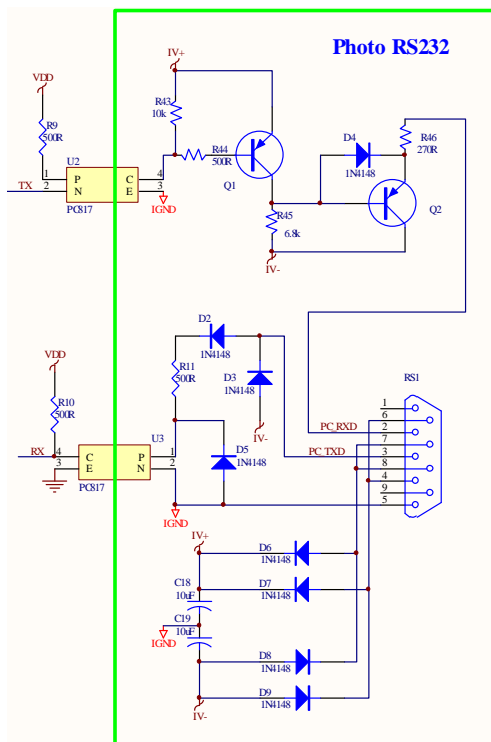 Photo RS232
IV+
VDD
R43
10k
R9
500R
R44
500R
Q1
D4
1N4148
R46
270R
Q2
U2
1
2
P
N
C
E
4
3
TX
PC817
IGND
R45
6.8k
IV-
D2
1N4148
D3
1N4148
R11
500R
IV-
RS1
VDD
R10
500R
U3
RX
4
3
C
E
P
N
1
2
PC817
D5
1N4148
IGND
PC_RXD
PC_TXD
1
6
2
7
3
8
4
9
5
IV+
D6
1N4148
D7
1N4148
C18
10uF
C19
10uF
IGND
D8
1N4148
D9
1N4148
IV-